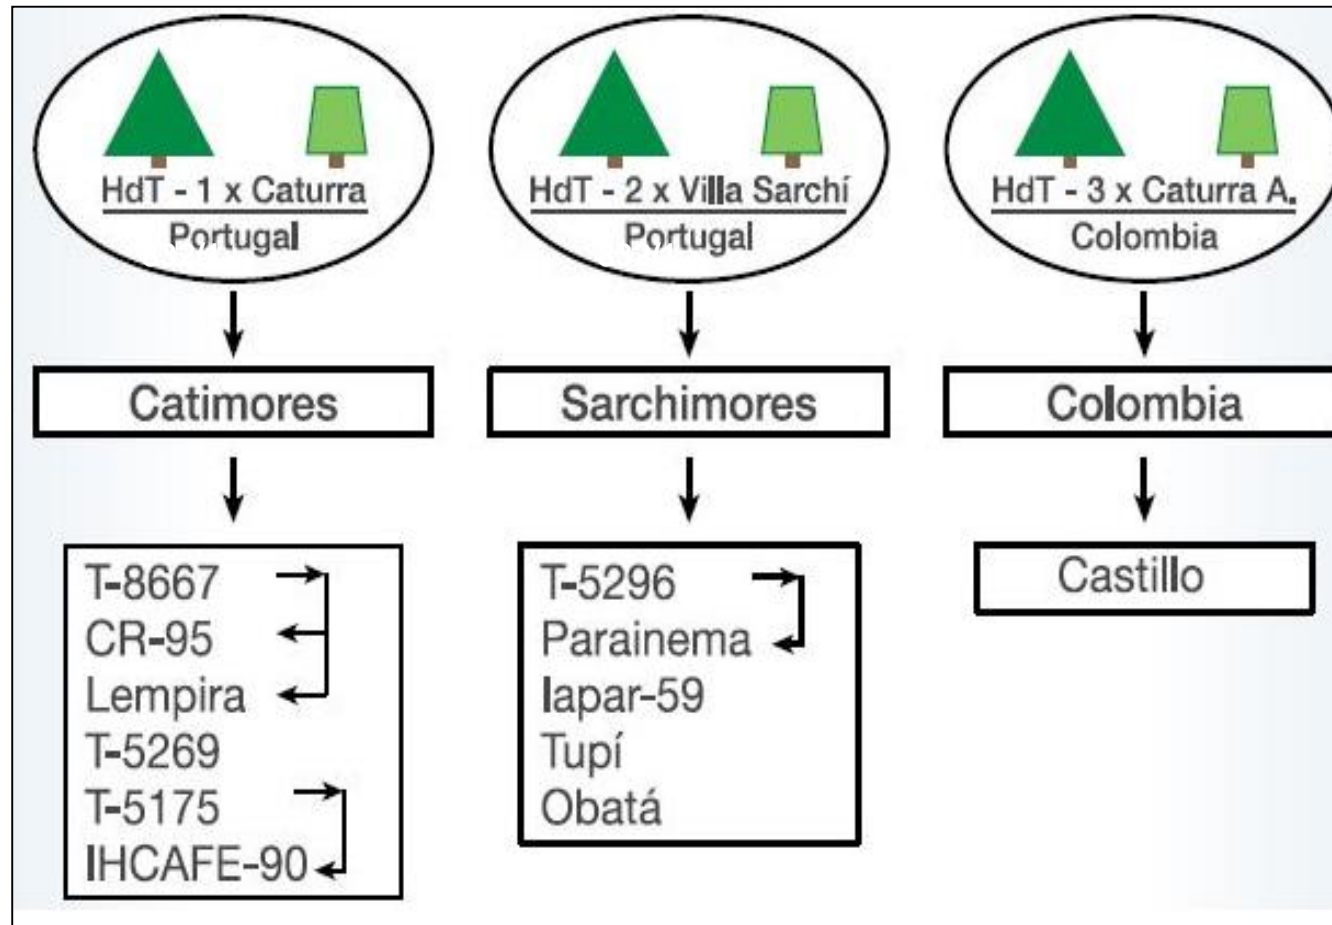 HdT - 1 x Caturra
Portugal
HdT - 2 x Villa Sarchí
Portugal
HdT - 3 x Caturra A.
Colombia
Catimores
Sarchimores
Colombia
T-8667
CR-95
Lempira
T-5269
T-5175
IHCAFE-90
T-5296
Parainema
Iapar-59
Tupí
Obatá
Castillo